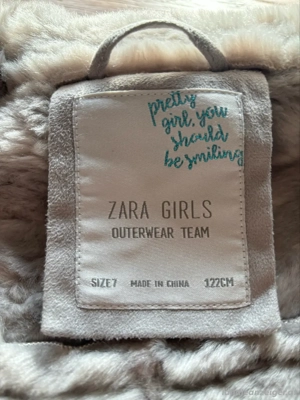 pretty
girl, you
should
be smiling
ZARA GIRLS
OUTERWEAR TEAM
SIZE 7 MADE IN CHINA 122CM